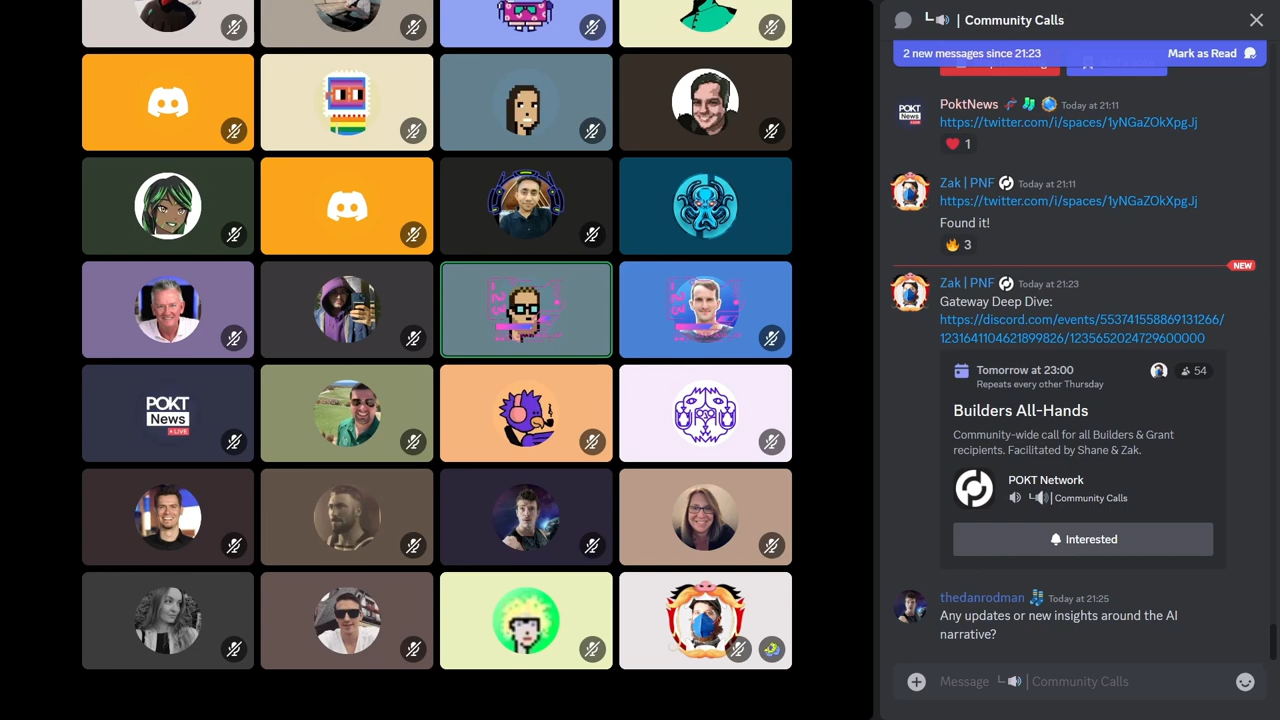 POKT
News
LIVE
| Community Calls
2 new messages since 21:23 Mark as Read
POKT
News
PoktNews Today at 21:11
https://twitter.com/i/spaces/1yNGaZOkXpgJj
1
Zak | PNF Today at 21:11
https://twitter.com/i/spaces/1yNGaZOkXpgJj
Found it!
3
NEW
Zak | PNF Today at 21:23
Gateway Deep Dive:
https://discord.com/events/553741558869131266/
1231641104621899826/1235652024729600000
Tomorrow at 23:00 54
Repeats every other Thursday
Builders All-Hands
Community-wide call for all Builders & Grant
recipients. Facilitated by Shane & Zak.
POKT Network
| Community Calls
Interested
thedanrodman Today at 21:25
Any updates or new insights around the AI
narrative?
Message | Community Calls